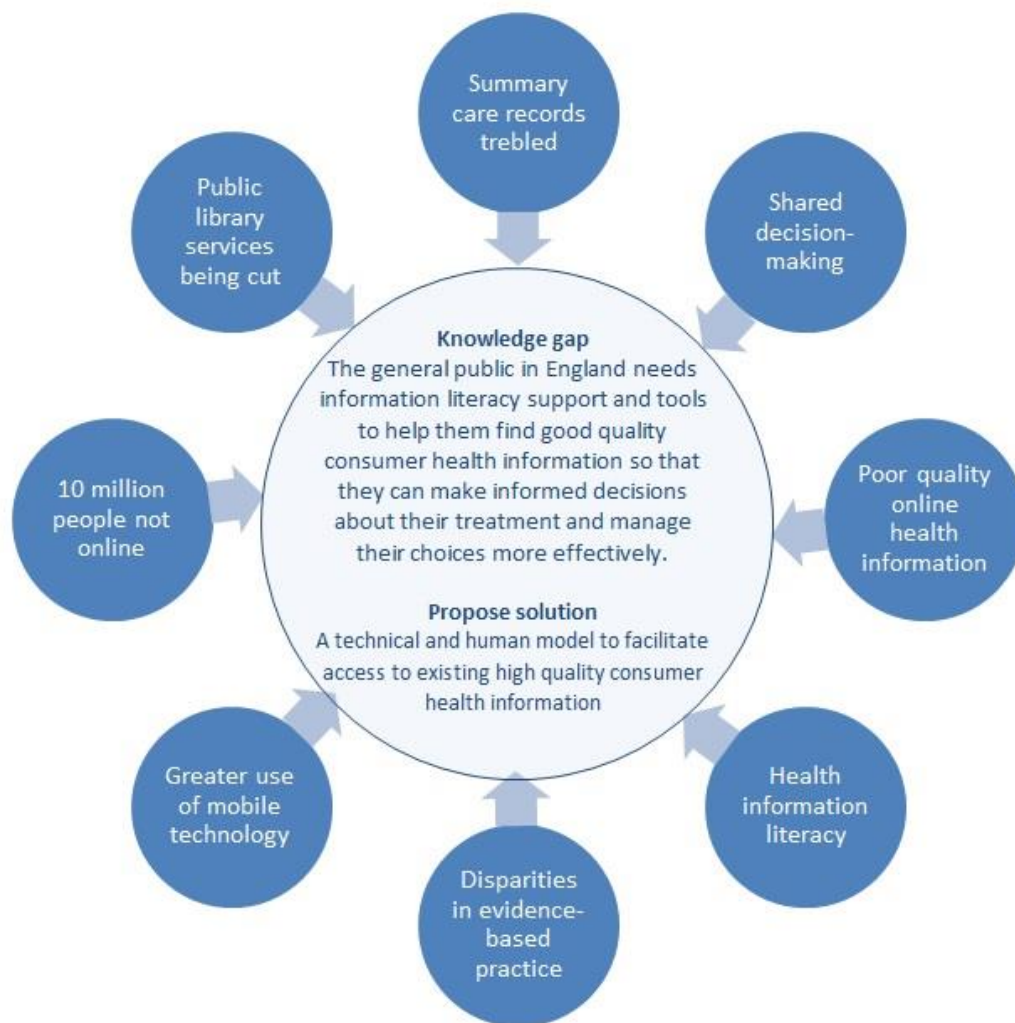 Summary
care records
trebled
Shared
decision-
making
Poor quality
online
health
information
Health
information
literacy
Disparities
in evidence-
based
practice
Greater use
of mobile
technology
10 million
people not
online
Public
library
services
being cut
Knowledge gap
The general public in England needs
information literacy support and tools
to help them find good quality
consumer health information so that
they can make informed decisions
about their treatment and manage
their choices more effectively.
Propose solution
A technical and human model to facilitate
access to existing high quality consumer
health information